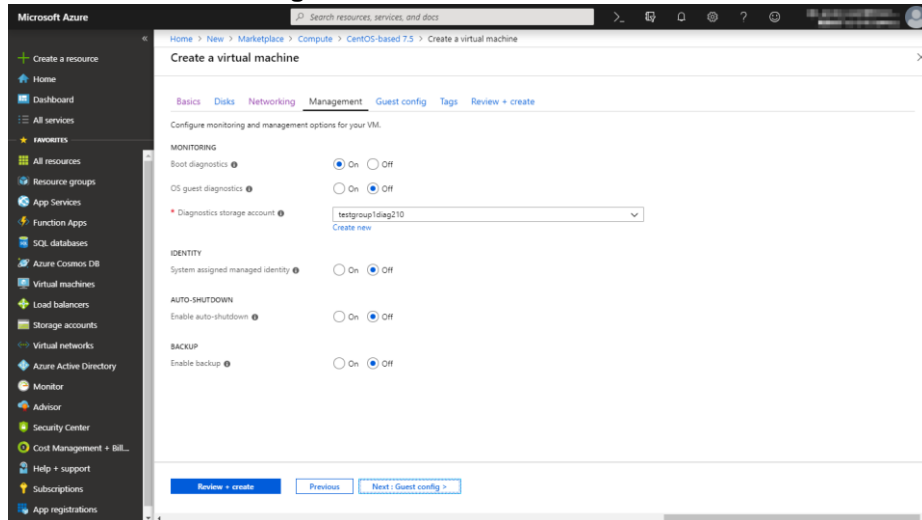 Microsoft Azure
Search resources, services, and docs
Home > New > Marketplace > Compute > CentOS-based 7.5 > Create a virtual machine
Create a virtual machine
Create a resource
Home
Dashboard
All services
FAVORITES
All resources
Resource groups
App Services
Function Apps
SQL databases
Azure Cosmos DB
Virtual machines
Load balancers
Storage accounts
Virtual networks
Azure Active Directory
Monitor
Advisor
Security Center
Cost Management + Bill...
Help + support
Subscriptions
App registrations
Basics Disks Networking Management Guest config Tags Review + create
Configure monitoring and management options for your VM.
MONITORING
Boot diagnostics On Off
OS guest diagnostics On Off
* Diagnostics storage account testgroup1diag210
Create new
IDENTITY
System assigned managed identity On Off
AUTO-SHUTDOWN
Enable auto-shutdown On Off
BACKUP
Enable backup On Off
Review + create Previous Next : Guest config >